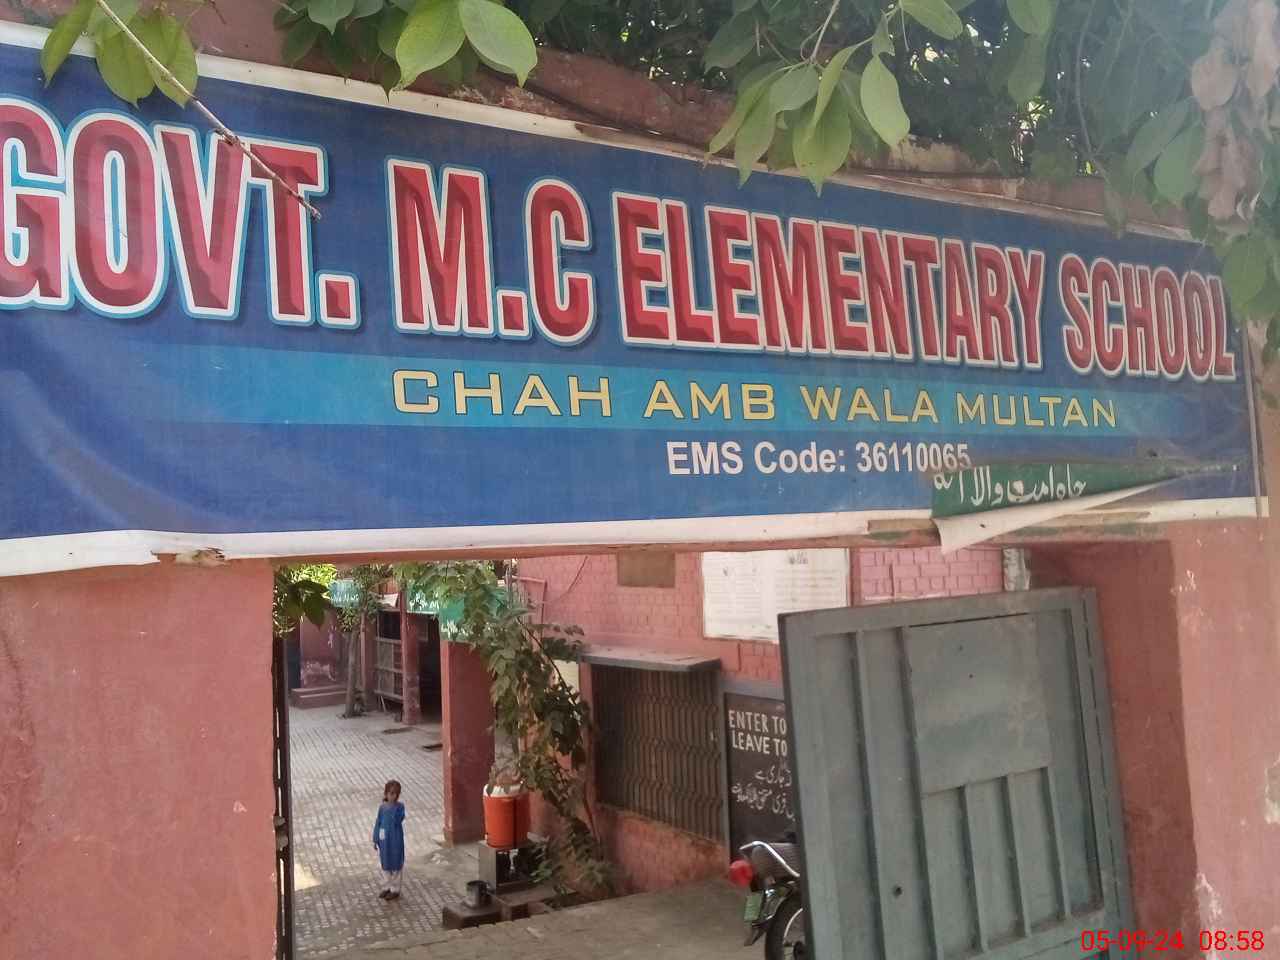 GOVT. M.C ELEMENTARY SCHOOL
CHAH AMB WALA MULTAN
EMS Code: 36110065
چاہ امب والا
ENTER TO
LEAVE TO
05-09-24 08:58